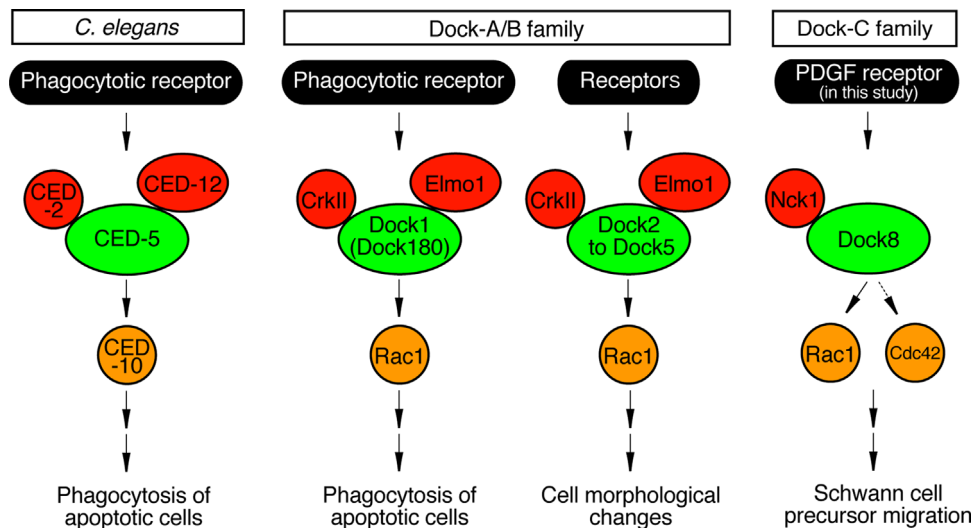 C. elegans
Dock-A/B family
Dock-C family
Phagocytotic receptor
Phagocytotic receptor
Receptors
PDGF receptor
(in this study)
CED
-2
CED-12
CED-5
CED
-10
Phagocytosis of
apoptotic cells
CrkII
Elmo1
Dock1
(Dock180)
Rac1
Phagocytosis of
apoptotic cells
CrkII
Elmo1
Dock2
to Dock5
Rac1
Cell morphological
changes
Nck1
Dock8
Rac1
Cdc42
Schwann cell
precursor migration